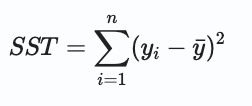 $SST = \sum_{i=1}^{n} (y_i - \bar{y})^2$